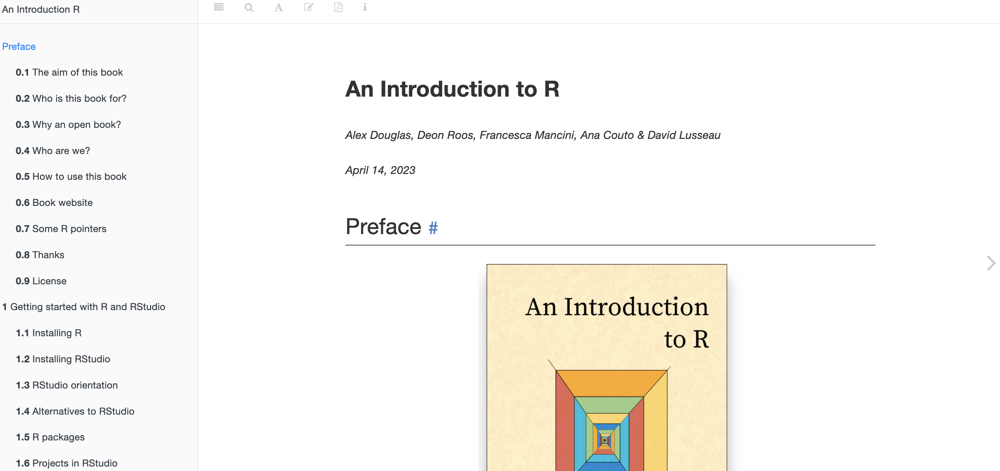 An Introduction R
Preface
0.1 The aim of this book
0.2 Who is this book for?
0.3 Why an open book?
0.4 Who are we?
0.5 How to use this book
0.6 Book website
0.7 Some R pointers
0.8 Thanks
0.9 License
1 Getting started with R and RStudio
1.1 Installing R
1.2 Installing RStudio
1.3 RStudio orientation
1.4 Alternatives to RStudio
1.5 R packages
1.6 Projects in RStudio
An Introduction to R
Alex Douglas, Deon Roos, Francesca Mancini, Ana Couto & David Lusseau
April 14, 2023
Preface #
An Introduction
to R